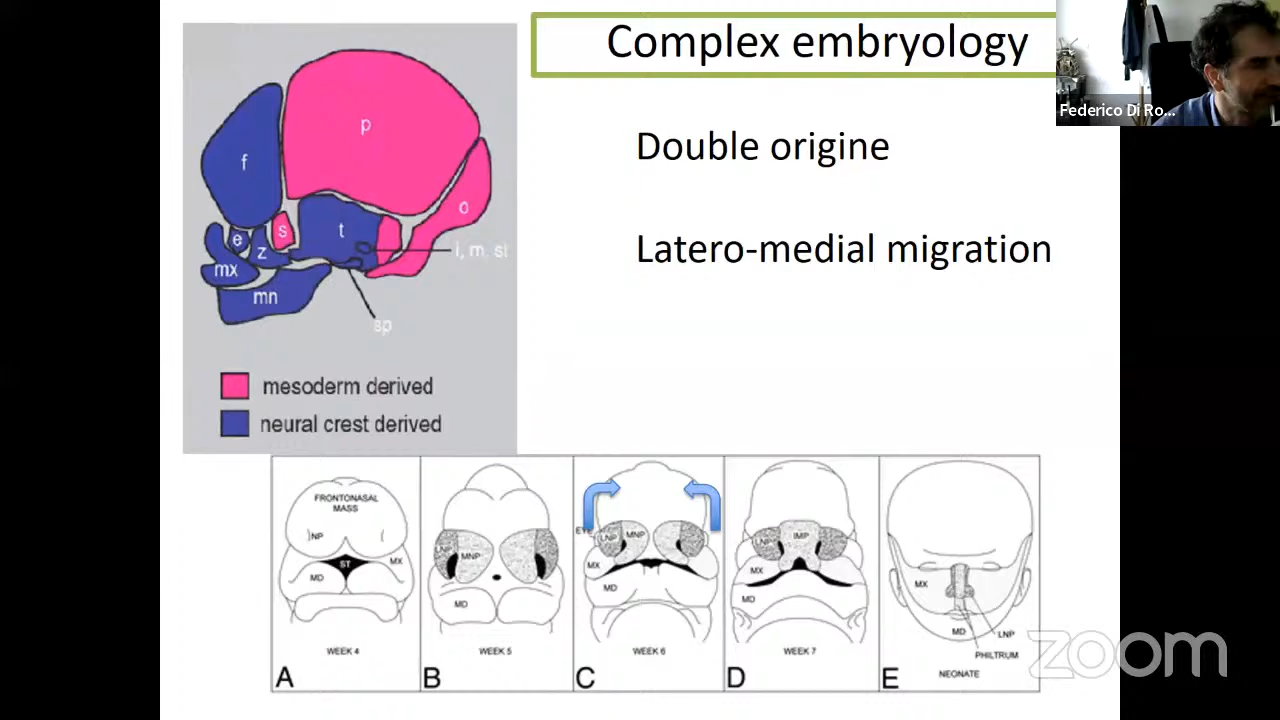 Complex embryology
Federico Di Ro...
Double origine
Latero-medial migration
p
f
o
s
t
e
z
i, m, st
mx
mn
sp
mesoderm derived
neural crest derived
FRONTONASAL
MASS
NP
ST
MX
MD
WEEK 4
A
LNP
MNP
MD
WEEK 5
B
EYE
LNP
MNP
MX
MD
WEEK 6
C
LNP
IMP
MX
MD
WEEK 7
D
MX
MD
LNP
PHILTRUM
NEONATE
E
zoom